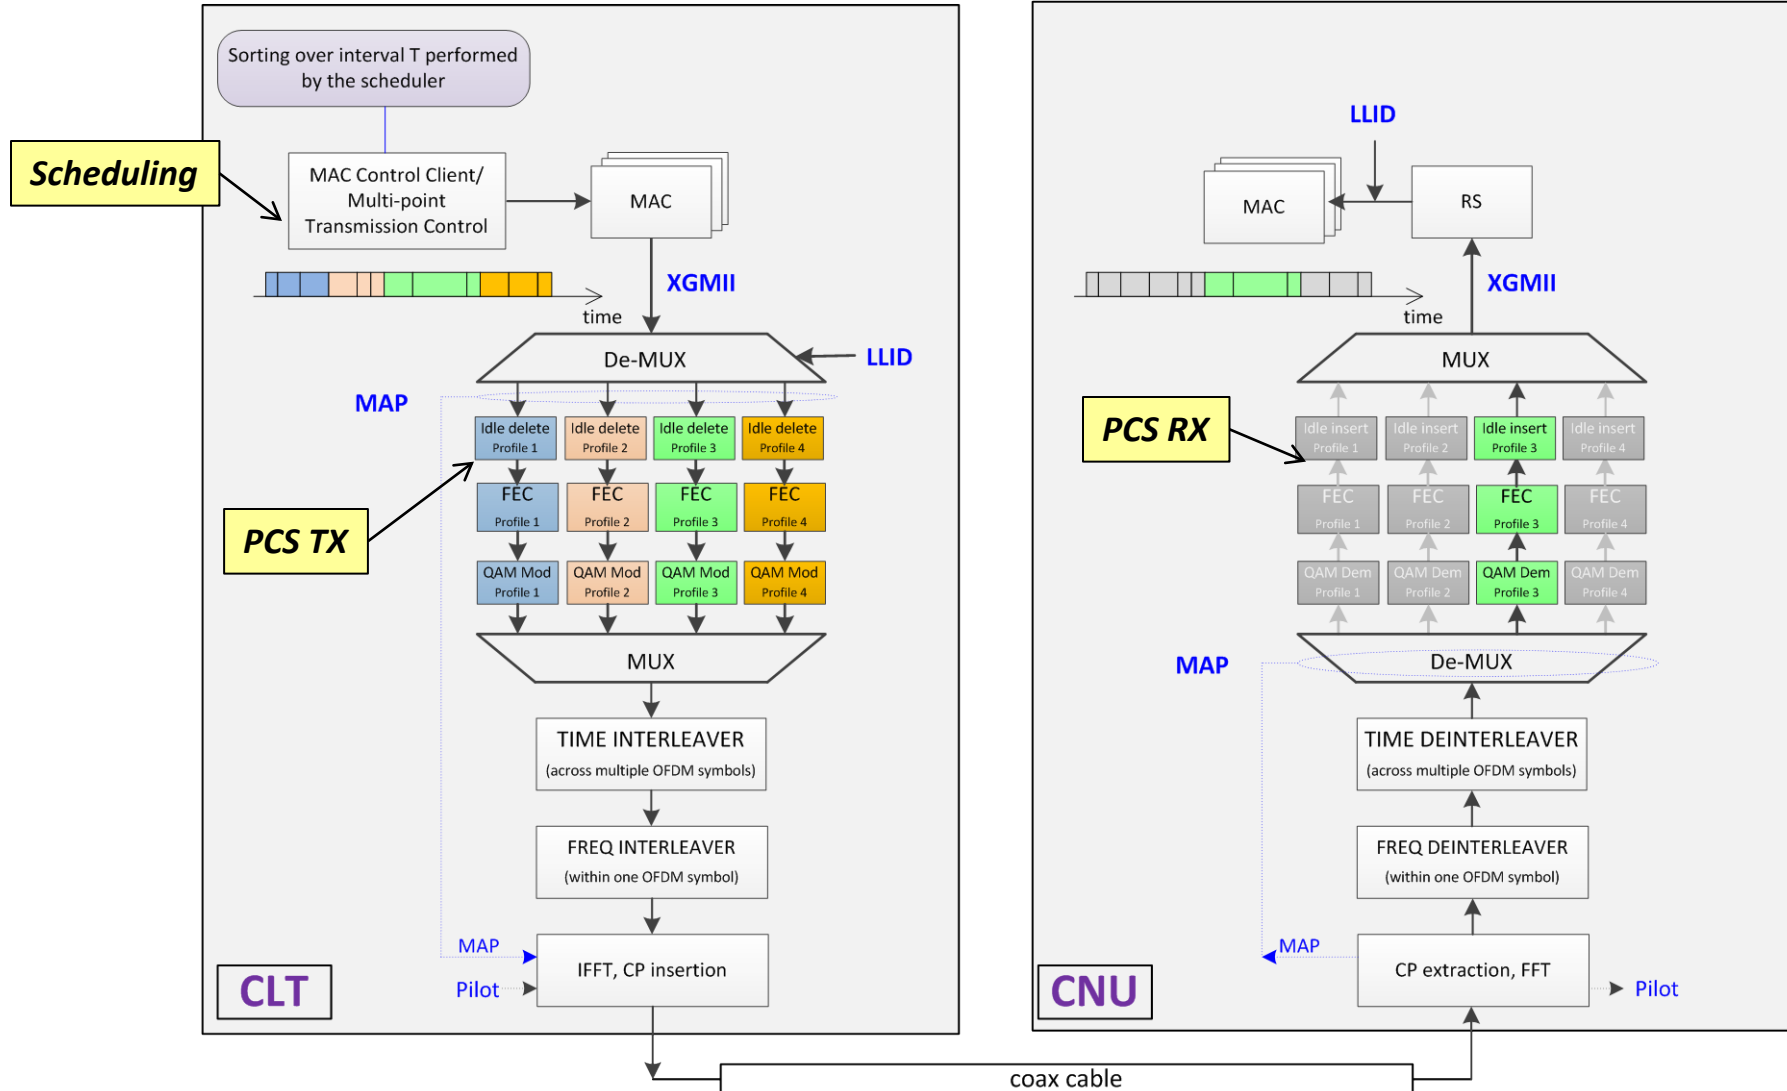 Sorting over interval T performed
by the scheduler
Scheduling
MAC Control Client/
Multi-point
Transmission Control
MAC
XGMII
time
De-MUX
LLID
MAP
Idle delete
Profile 1
Idle delete
Profile 2
Idle delete
Profile 3
Idle delete
Profile 4
PCS TX
FEC
Profile 1
FEC
Profile 2
FEC
Profile 3
FEC
Profile 4
QAM Mod
Profile 1
QAM Mod
Profile 2
QAM Mod
Profile 3
QAM Mod
Profile 4
MUX
TIME INTERLEAVER
(across multiple OFDM symbols)
FREQ INTERLEAVER
(within one OFDM symbol)
MAP
Pilot
IFFT, CP insertion
CLT
LLID
MAC
RS
XGMII
time
MUX
PCS RX
Idle insert
Profile 1
Idle insert
Profile 2
Idle insert
Profile 3
Idle insert
Profile 4
FEC
Profile 1
FEC
Profile 2
FEC
Profile 3
FEC
Profile 4
QAM Dem
Profile 1
QAM Dem
Profile 2
QAM Dem
Profile 3
QAM Dem
Profile 4
De-MUX
MAP
TIME DEINTERLEAVER
(across multiple OFDM symbols)
FREQ DEINTERLEAVER
(within one OFDM symbol)
MAP
CP extraction, FFT
Pilot
CNU
coax cable